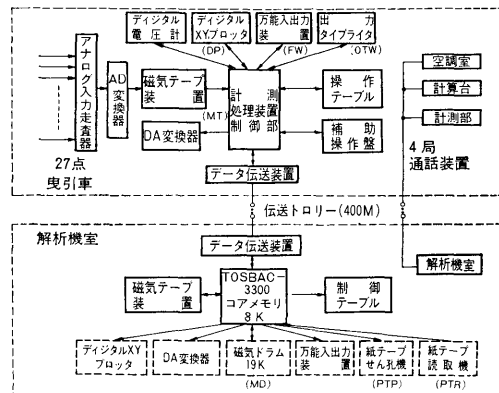 ディジタル
電圧計
ディジタル
XYプロッタ
(DP)
万能入出力
装置
(FW)
出力
タイプライタ
(OTW)
アナログ入力走査器
AD変換器
磁気テープ
装置
(MT)
計測
処理装置
制御部
操作
テーブル
DA変換器
補助
操作盤
データ伝送装置
27点
曳引車
空調室
計算台
計測部
4局
通話装置
伝送トロリー(400M)
解析機室
解析機室
データ伝送装置
磁気テープ
装置
TOSBAC-
3300
コアメモリ
8K
制御
テーブル
ディジタルXY
プロッタ
DA変換器
磁気ドラム
19K
(MD)
万能入出力
装置
紙テープ
せん孔機
(PTP)
紙テープ
読取機
(PTR)